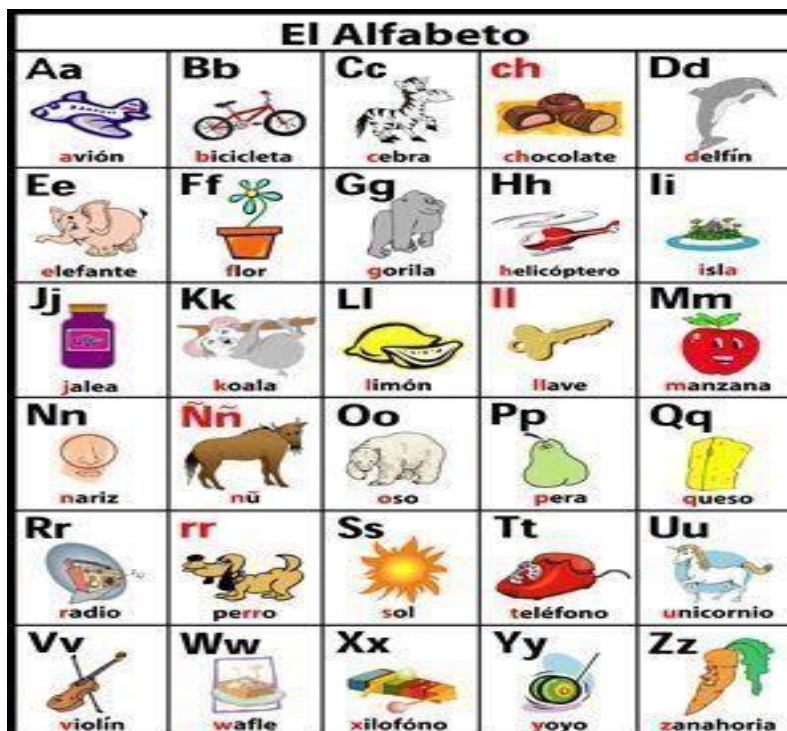 El Alfabeto
Aa Bb Cc ch Dd
avión bicicleta cebra chocolate delfín
Ee Ff Gg Hh Ii
elefante flor gorila helicóptero isla
Jj Kk Ll ll Mm
jalea koala limón llave manzana
Nn Ññ Oo Pp Qq
nariz nũ oso pera queso
Rr rr Ss Tt Uu
radio perro sol teléfono unicornio
Vv Ww Xx Yy Zz
violín wafle xilofóno yoyo zanahoria